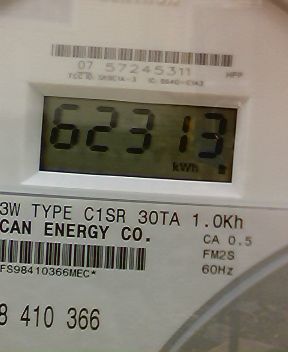 07 57245311 HPP
62313
kWh
3W TYPE C1SR 30TA 1.0Kh
CAN ENERGY CO.
CA 0.5
FM2S
60Hz
FS98410366MEC*
8 410 366